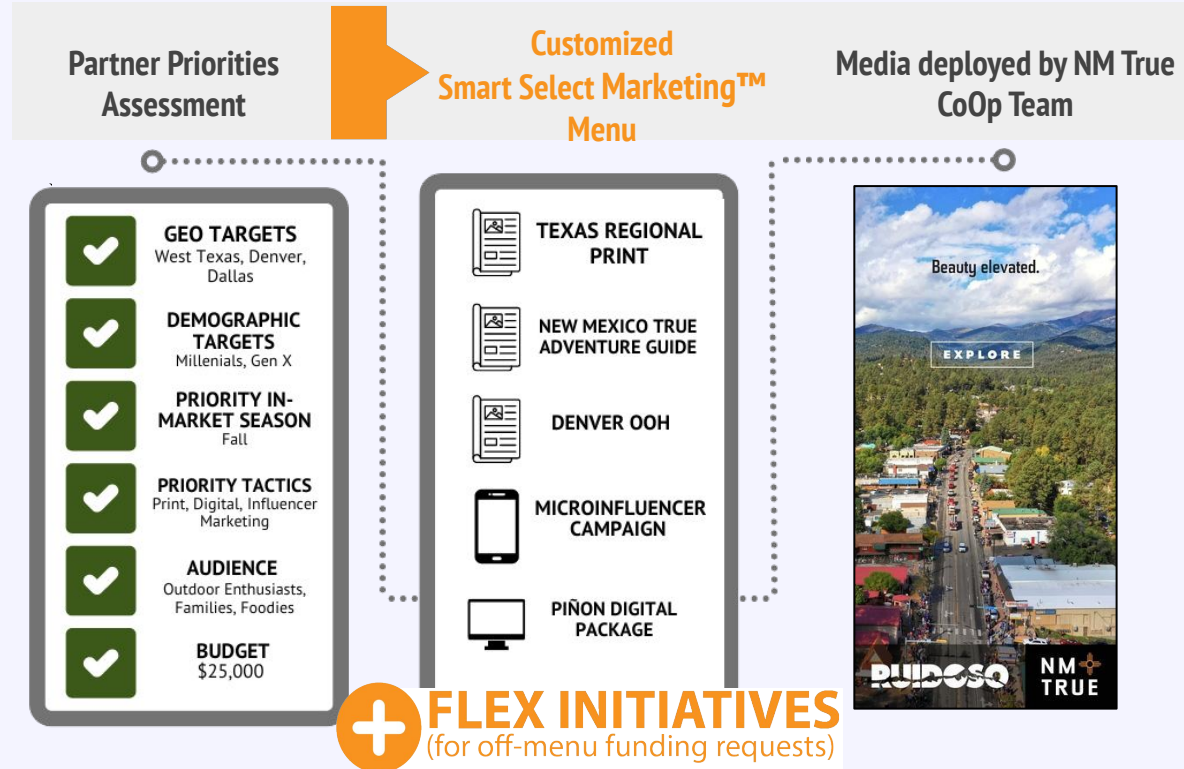 Partner Priorities
Assessment
Customized
Smart Select Marketing™
Menu
Media deployed by NM True
CoOp Team
GEO TARGETS
West Texas, Denver,
Dallas
DEMOGRAPHIC
TARGETS
Millenials, Gen X
PRIORITY IN-
MARKET SEASON
Fall
PRIORITY TACTICS
Print, Digital, Influencer
Marketing
AUDIENCE
Outdoor Enthusiasts,
Families, Foodies
BUDGET
$25,000
TEXAS REGIONAL
PRINT
NEW MEXICO TRUE
ADVENTURE GUIDE
DENVER OOH
MICROINFLUENCER
CAMPAIGN
PIÑON DIGITAL
PACKAGE
Beauty elevated.
EXPLORE
RUIDOSO
NM
TRUE
FLEX INITIATIVES
(for off-menu funding requests)